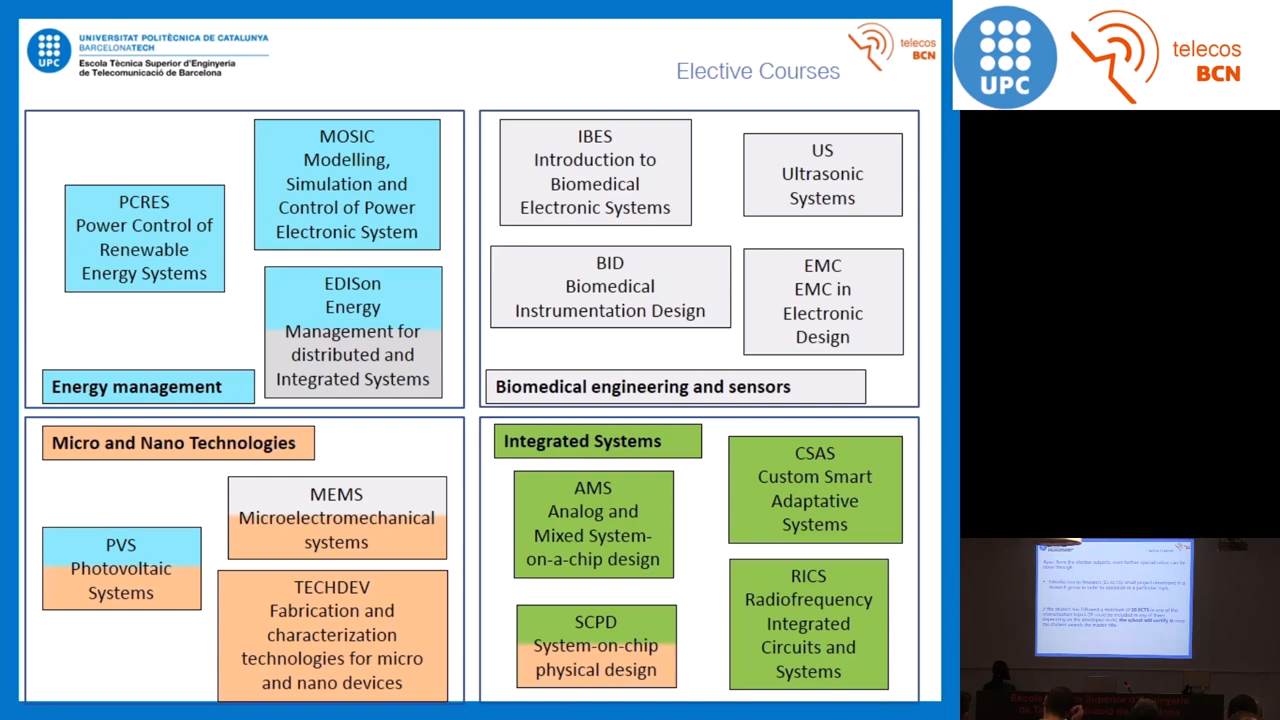 UNIVERSITAT POLITÈCNICA DE CATALUNYA
BARCELONATECH
Escola Tècnica Superior d'Enginyeria
de Telecomunicació de Barcelona
UPC
telecos
BCN
Elective Courses
UPC
telecos
BCN
PCRES
Power Control of
Renewable
Energy Systems
MOSIC
Modelling,
Simulation and
Control of Power
Electronic System
EDISon
Energy
Management for
distributed and
Integrated Systems
Energy management
IBES
Introduction to
Biomedical
Electronic Systems
US
Ultrasonic
Systems
BID
Biomedical
Instrumentation Design
EMC
EMC in
Electronic
Design
Biomedical engineering and sensors
Micro and Nano Technologies
MEMS
Microelectromechanical
systems
PVS
Photovoltaic
Systems
TECHDEV
Fabrication and
characterization
technologies for micro
and nano devices
Integrated Systems
AMS
Analog and
Mixed System-
on-a-chip design
CSAS
Custom Smart
Adaptative
Systems
SCPD
System-on-chip
physical design
RICS
Radiofrequency
Integrated
Circuits and
Systems